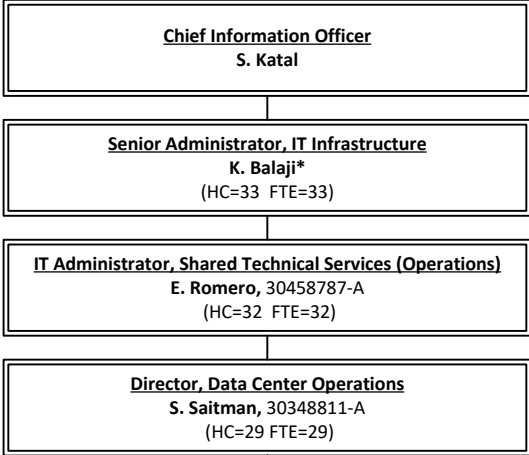 Chief Information Officer
S. Katal
Senior Administrator, IT Infrastructure
K. Balaji*
(HC=33 FTE=33)
IT Administrator, Shared Technical Services (Operations)
E. Romero, 30458787-A
(HC=32 FTE=32)
Director, Data Center Operations
S. Saitman, 30348811-A
(HC=29 FTE=29)